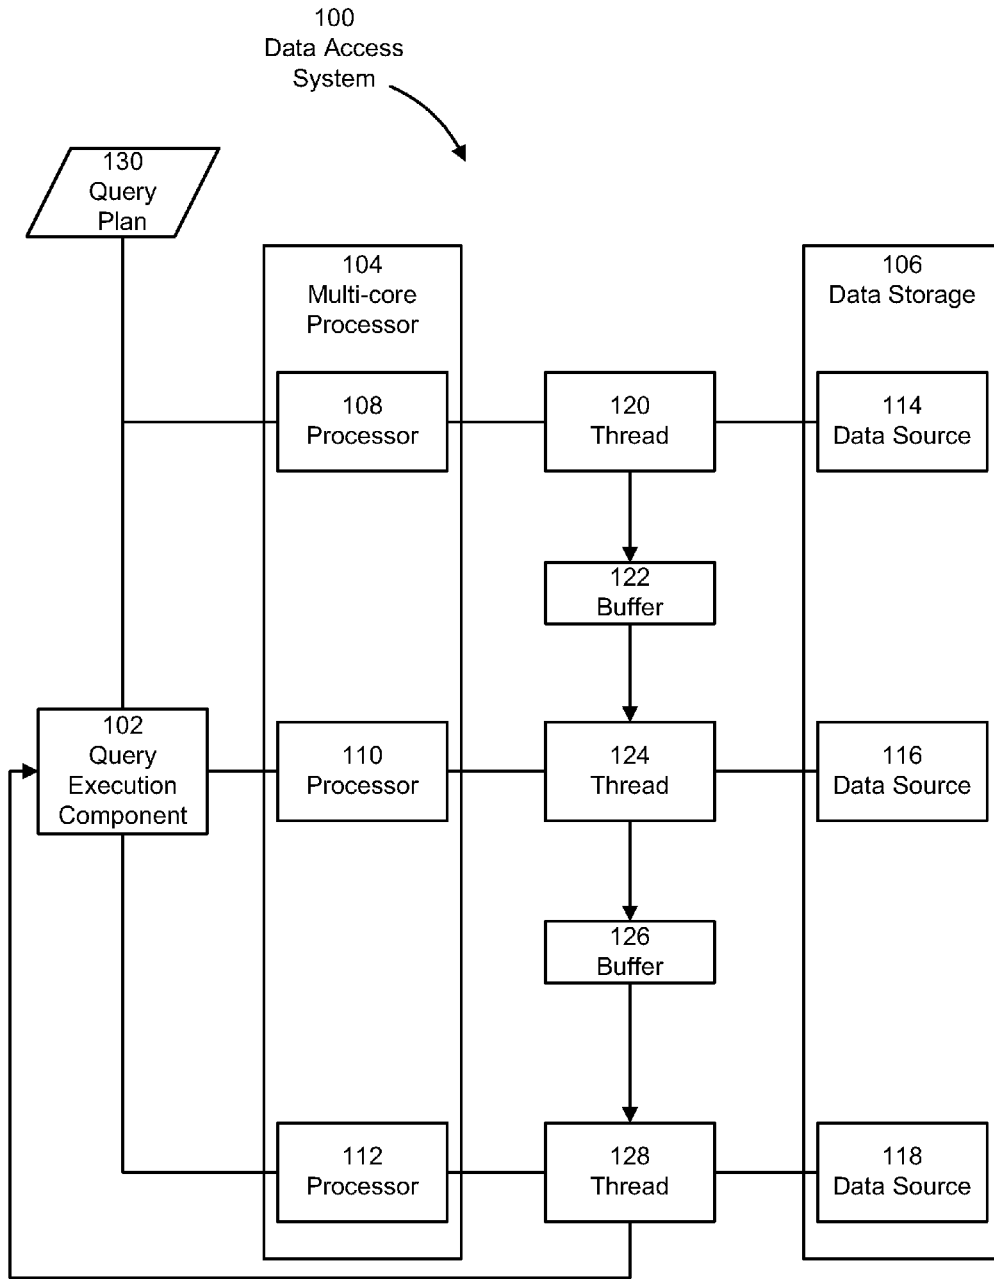 100
Data Access
System
130
Query
Plan
104
Multi-core
Processor
106
Data Storage
108
Processor
120
Thread
114
Data Source
122
Buffer
102
Query
Execution
Component
110
Processor
124
Thread
116
Data Source
126
Buffer
112
Processor
128
Thread
118
Data Source